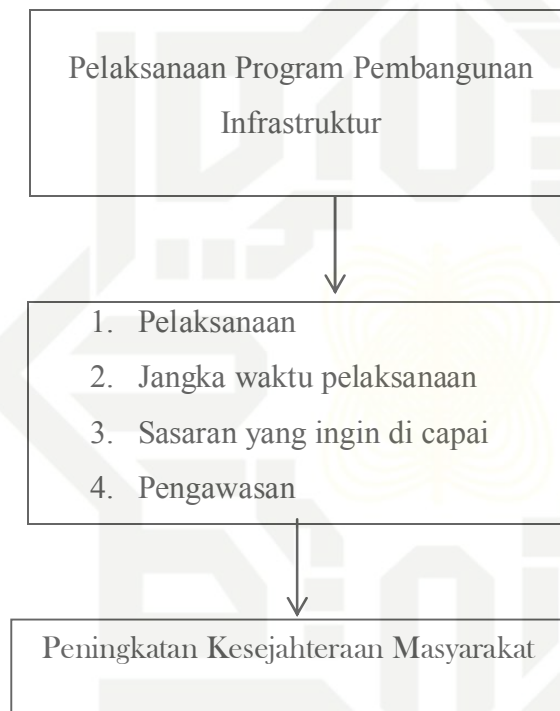 Pelaksanaan Program Pembangunan
Infrastruktur
1. Pelaksanaan
2. Jangka waktu pelaksanaan
3. Sasaran yang ingin di capai
4. Pengawasan
Peningkatan Kesejahteraan Masyarakat